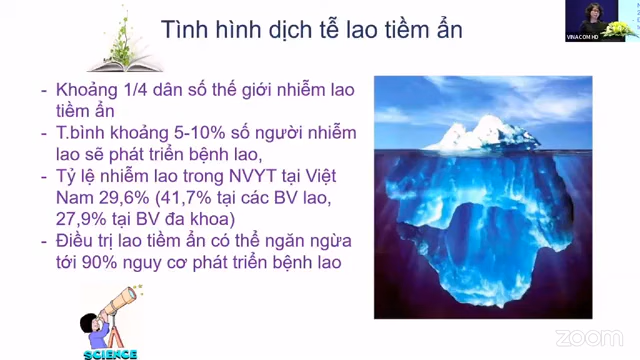 Tình hình dịch tễ lao tiềm ẩn
VINACOM HD
- Khoảng 1/4 dân số thế giới nhiễm lao
tiềm ẩn
- T.bình khoảng 5-10% số người nhiễm
lao sẽ phát triển bệnh lao,
- Tỷ lệ nhiễm lao trong NVYT tại Việt
Nam 29,6% (41,7% tại các BV lao,
27,9% tại BV đa khoa)
- Điều trị lao tiềm ẩn có thể ngăn ngừa
tới 90% nguy cơ phát triển bệnh lao
SCIENCE
zoom